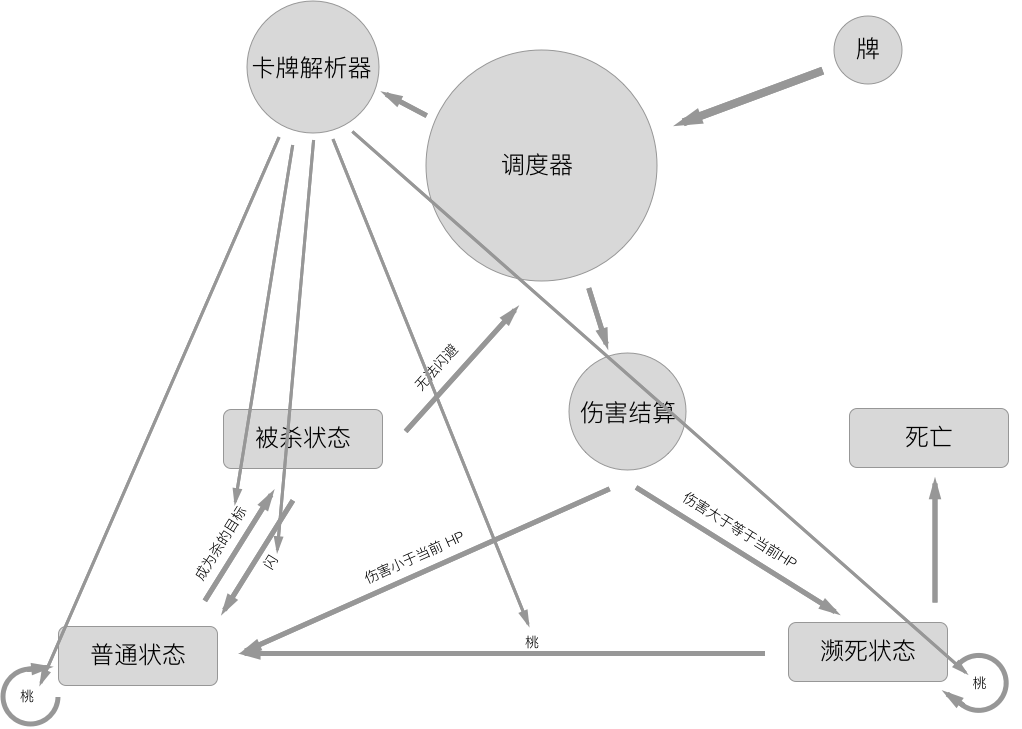 牌
卡牌解析器
调度器
无法闪避
伤害结算
被杀状态
死亡
成为杀的目标
闪
伤害小于当前 HP
伤害大于等于当前HP
桃
普通状态
濒死状态
桃
桃